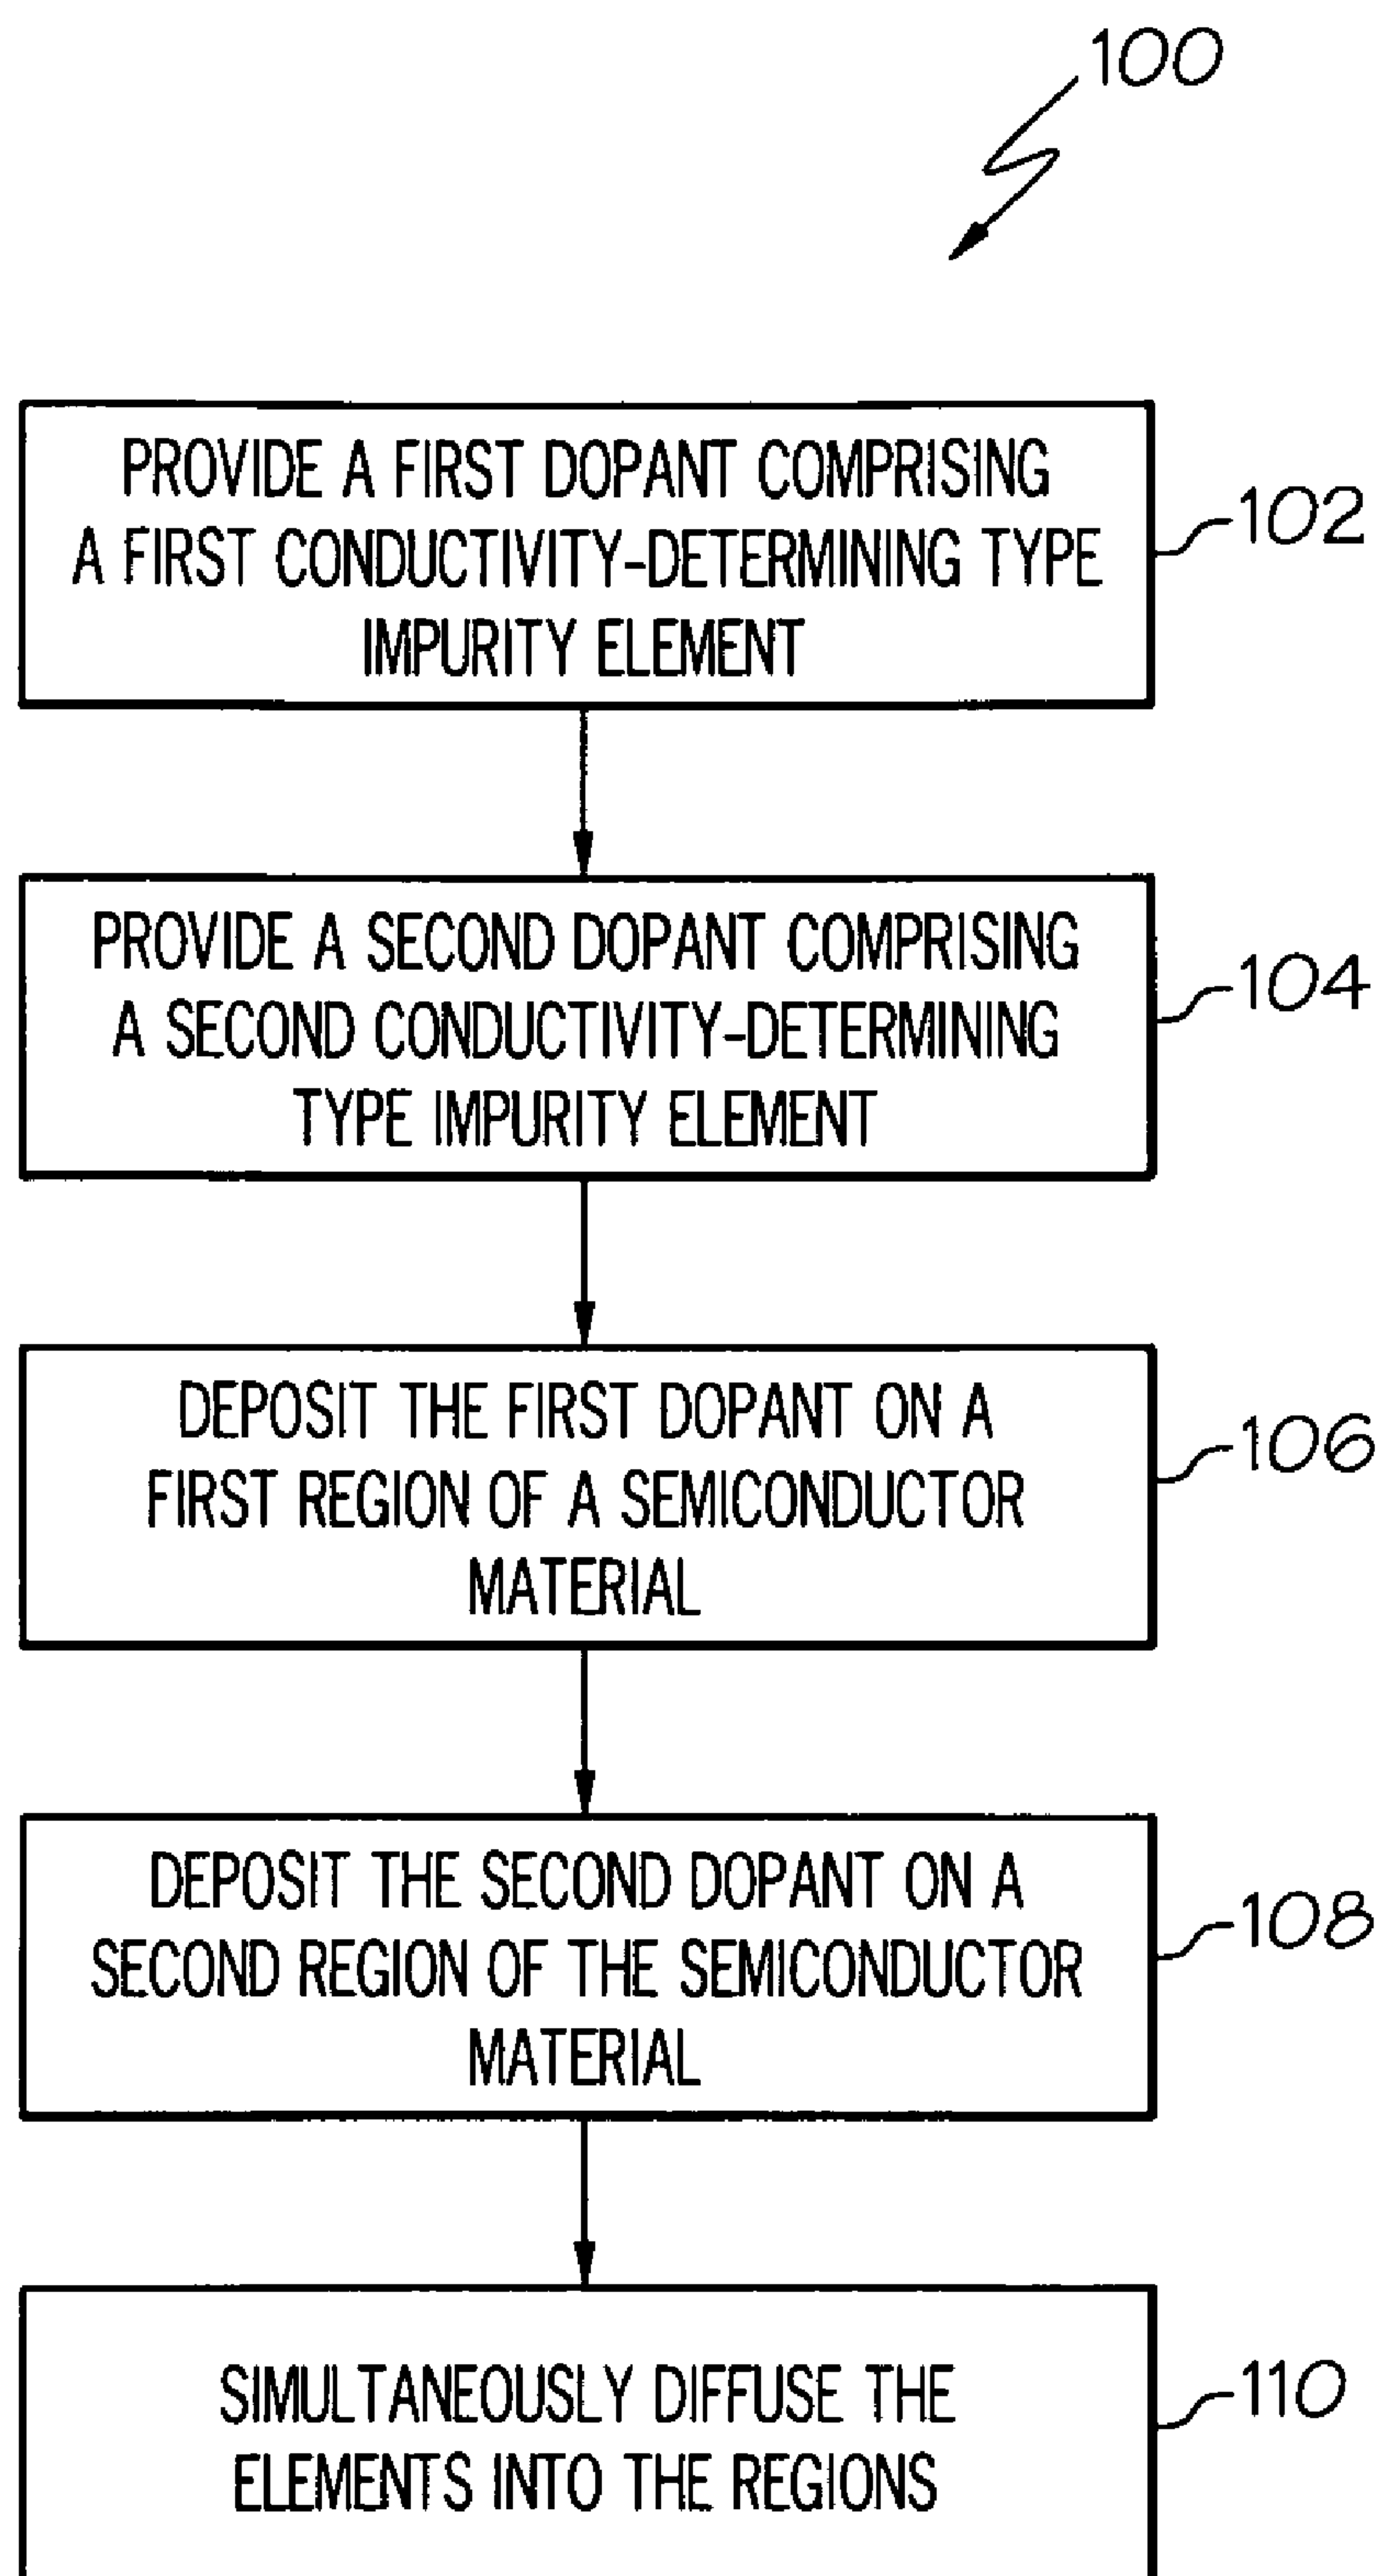 100
PROVIDE A FIRST DOPANT COMPRISING
A FIRST CONDUCTIVITY-DETERMINING TYPE
IMPURITY ELEMENT
102
PROVIDE A SECOND DOPANT COMPRISING
A SECOND CONDUCTIVITY-DETERMINING
TYPE IMPURITY ELEMENT
104
DEPOSIT THE FIRST DOPANT ON A
FIRST REGION OF A SEMICONDUCTOR
MATERIAL
106
DEPOSIT THE SECOND DOPANT ON A
SECOND REGION OF THE SEMICONDUCTOR
MATERIAL
108
SIMULTANEOUSLY DIFFUSE THE
ELEMENTS INTO THE REGIONS
110